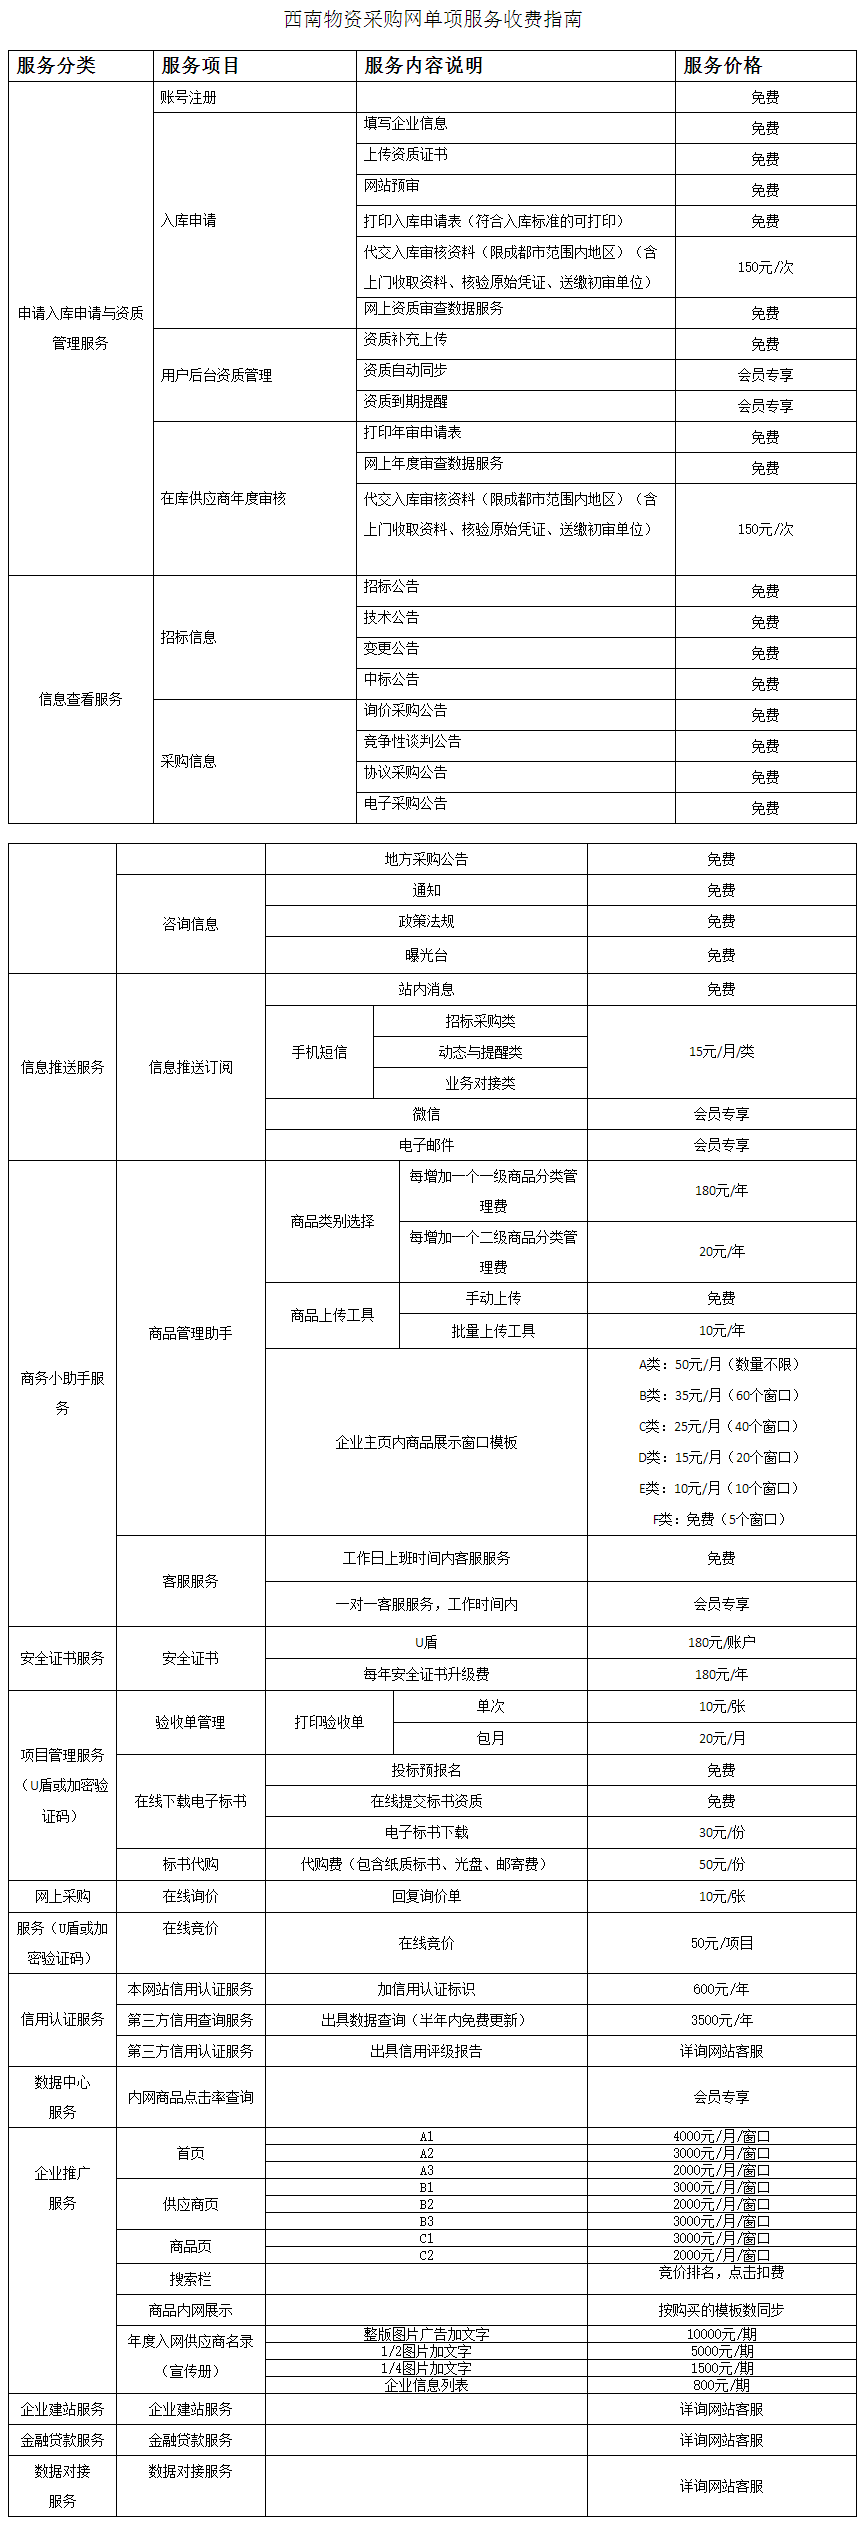 西南物资采购网单项服务收费指南
服务分类 服务项目 服务内容说明 服务价格
申请入库申请与资质
管理服务
账号注册 免费
入库申请
填写企业信息 免费
上传资质证书 免费
网站预审 免费
打印入库申请表（符合入库标准的可打印） 免费
代交入库审核资料（限成都市范围内地区）（含
上门收取资料、核验原始凭证、送缴初审单位）
150元/次
网上资质审查数据服务 免费
用户后台资质管理
资质补充上传 免费
资质自动同步 会员专享
资质到期提醒 会员专享
在库供应商年度审核
打印年审申请表 免费
网上年度审查数据服务 免费
代交入库审核资料（限成都市范围内地区）（含
上门收取资料、核验原始凭证、送缴初审单位）
150元/次
信息查看服务
招标信息
招标公告 免费
技术公告 免费
变更公告 免费
中标公告 免费
采购信息
询价采购公告 免费
竞争性谈判公告 免费
协议采购公告 免费
电子采购公告 免费
地方采购公告 免费
咨询信息
通知 免费
政策法规 免费
曝光台 免费
信息推送服务
信息推送订阅
站内消息 免费
手机短信
招标采购类
动态与提醒类
业务对接类
15元/月/类
微信 会员专享
电子邮件 会员专享
商务小助手服
务
商品管理助手
商品类别选择
每增加一个一级商品分类管
理费
180元/年
每增加一个二级商品分类管
理费
20元/年
商品上传工具
手动上传 免费
批量上传工具 10元/年
企业主页内商品展示窗口模板
A类：50元/月（数量不限）
B类：35元/月（60个窗口）
C类：25元/月（40个窗口）
D类：15元/月（20个窗口）
E类：10元/月（10个窗口）
F类：免费（5个窗口）
客服服务
工作日上班时间内客服服务 免费
一对一客服服务，工作时间内 会员专享
安全证书服务
安全证书
U盾 180元/账户
每年安全证书升级费 180元/年
项目管理服务
（U盾或加密验
证码）
验收单管理
打印验收单
单次 10元/张
包月 20元/月
在线下载电子标书
投标预报名 免费
在线提交标书资质 免费
电子标书下载 30元/份
标书代购 代购费（包含纸质标书、光盘、邮寄费） 50元/份
网上采购 在线询价 回复询价单 10元/张
服务（U盾或加
密验证码）
在线竞价
在线竞价 50元/项目
信用认证服务
本网站信用认证服务 加信用认证标识 600元/年
第三方信用查询服务 出具数据查询（半年内免费更新） 3500元/年
第三方信用认证服务 出具信用评级报告 详询网站客服
数据中心
服务
内网商品点击率查询 会员专享
企业推广
服务
首页
A1 4000元/月/窗口
A2 3000元/月/窗口
A3 2000元/月/窗口
供应商页
B1 3000元/月/窗口
B2 2000元/月/窗口
B3 3000元/月/窗口
商品页
C1 3000元/月/窗口
C2 2000元/月/窗口
搜索栏 竞价排名，点击扣费
商品内网展示 按购买的模板数同步
年度入网供应商名录
（宣传册）
整版图片广告加文字 10000元/期
1/2图片加文字 5000元/期
1/4图片加文字 1500元/期
企业信息列表 800元/期
企业建站服务 企业建站服务 详询网站客服
金融贷款服务 金融贷款服务 详询网站客服
数据对接
服务
数据对接服务
详询网站客服